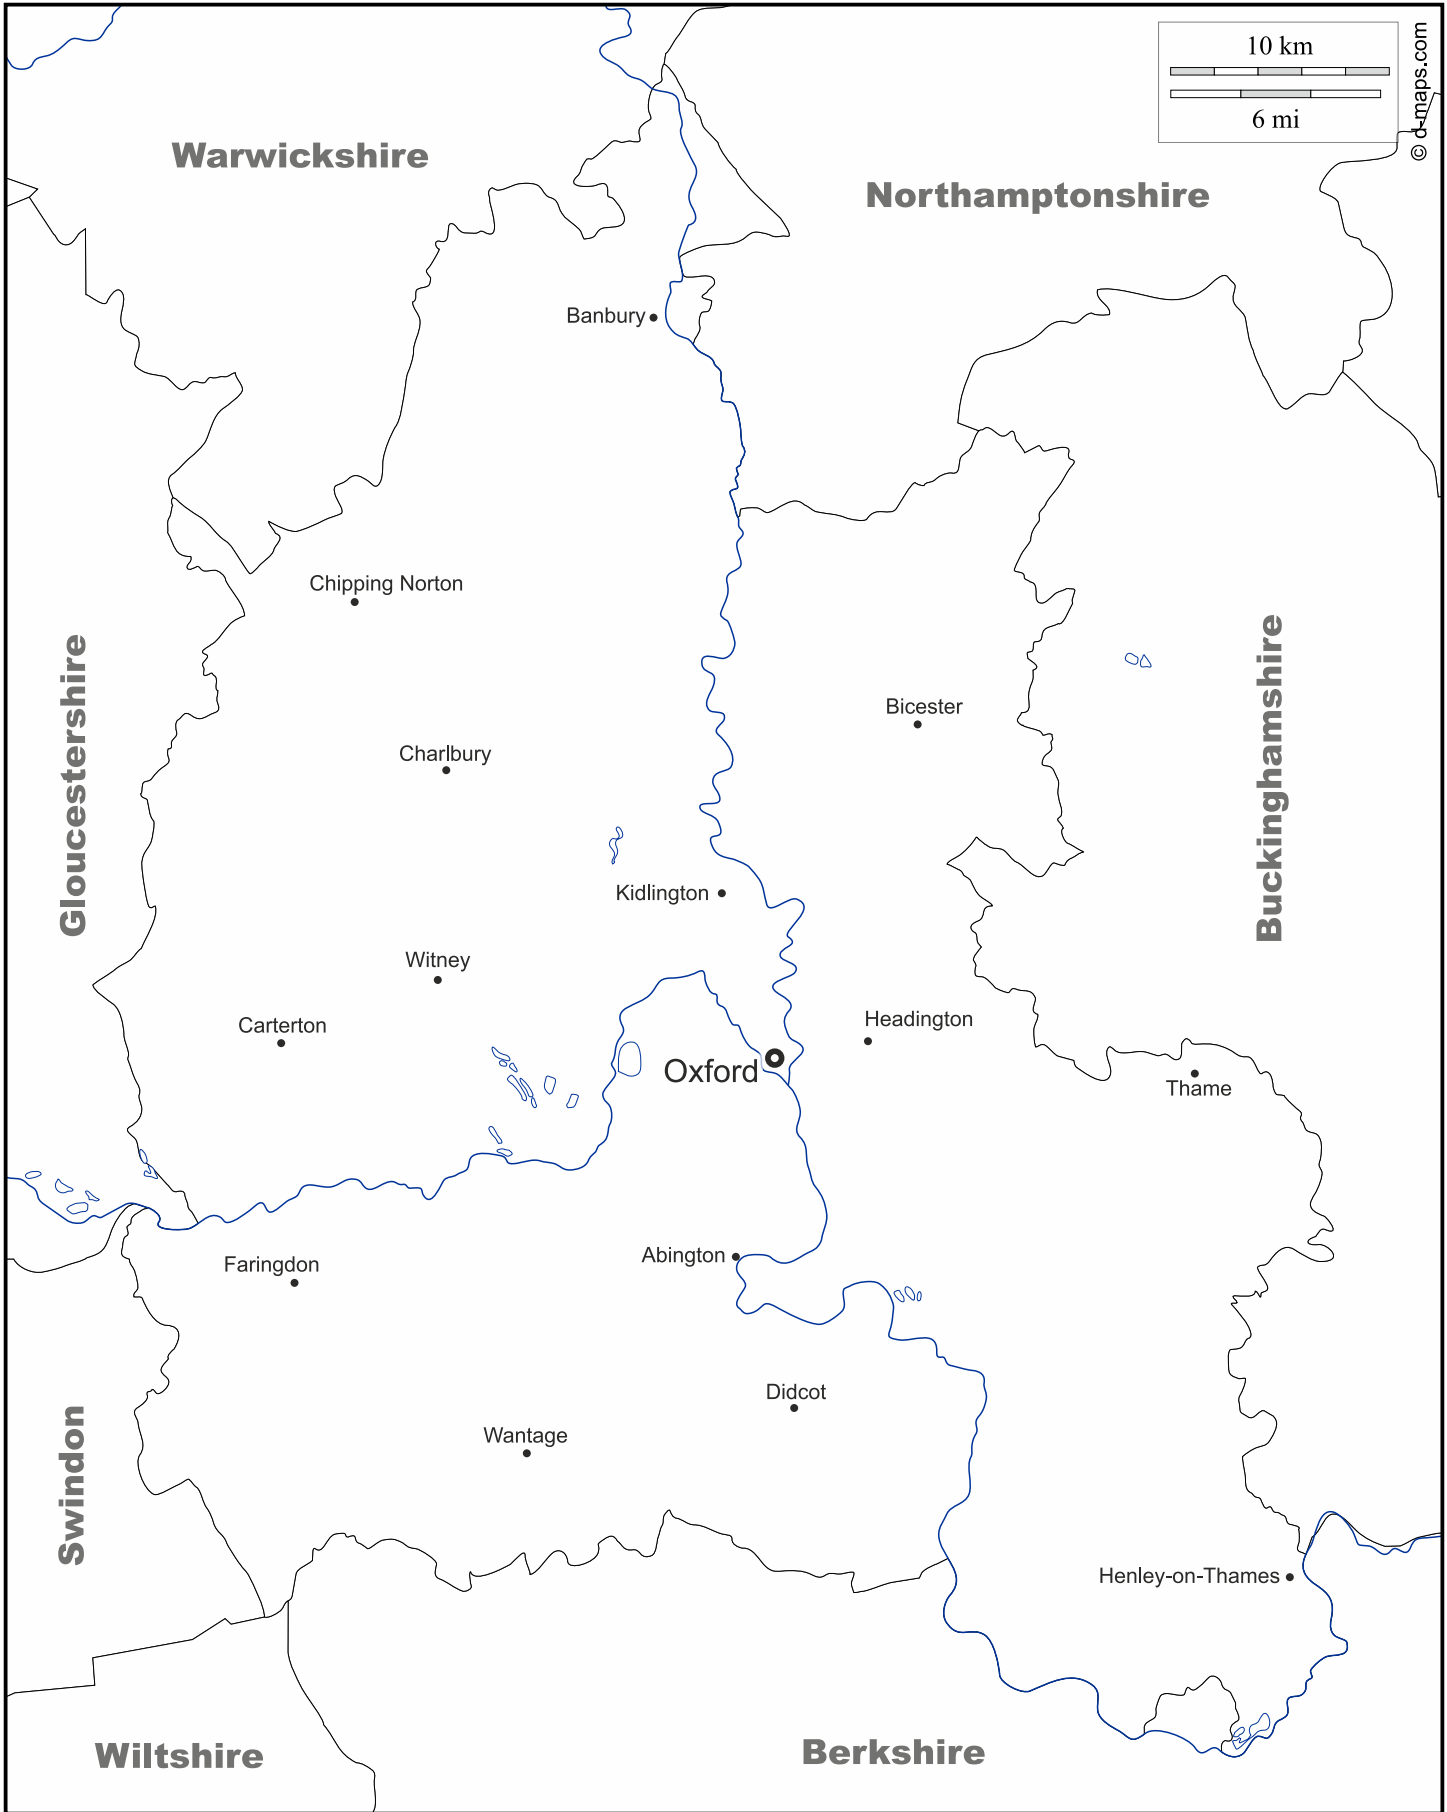 10 km
6 mi
© d-maps.com
Warwickshire
Northamptonshire
Banbury
Chipping Norton
Gloucestershire
Buckinghamshire
Bicester
Charlbury
Kidlington
Witney
Carterton
Headington
Oxford
Thame
Abington
Faringdon
Didcot
Wantage
Swindon
Henley-on-Thames
Wiltshire
Berkshire